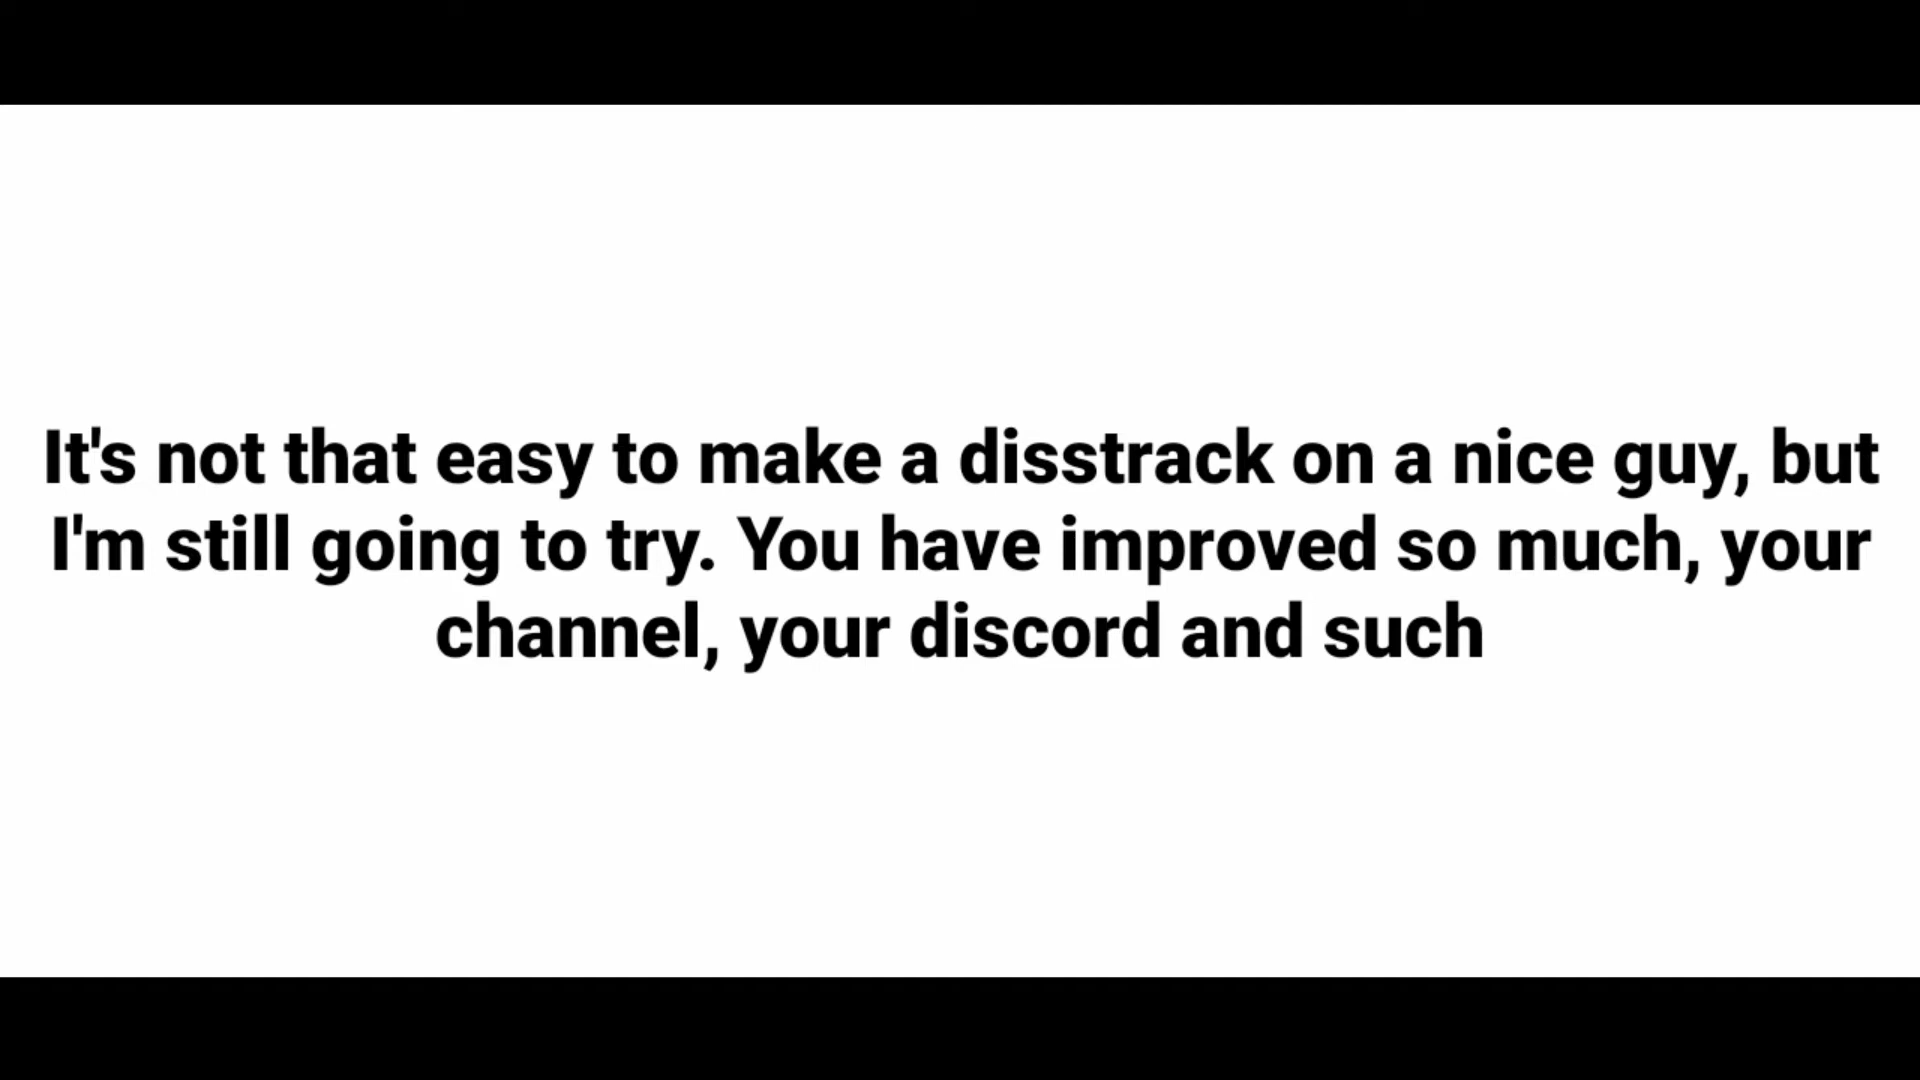 It's not that easy to make a disstrack on a nice guy, but
I'm still going to try. You have improved so much, your
channel, your discord and such